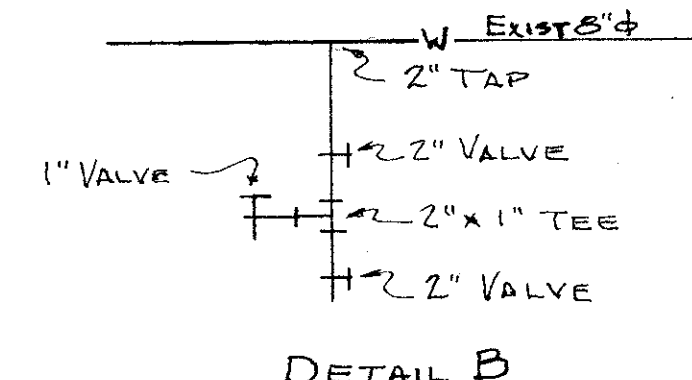 W EXIST 8"ϕ
2" TAP
2" VALVE
1" VALVE
2" x 1" TEE
2" VALVE
DETAIL B